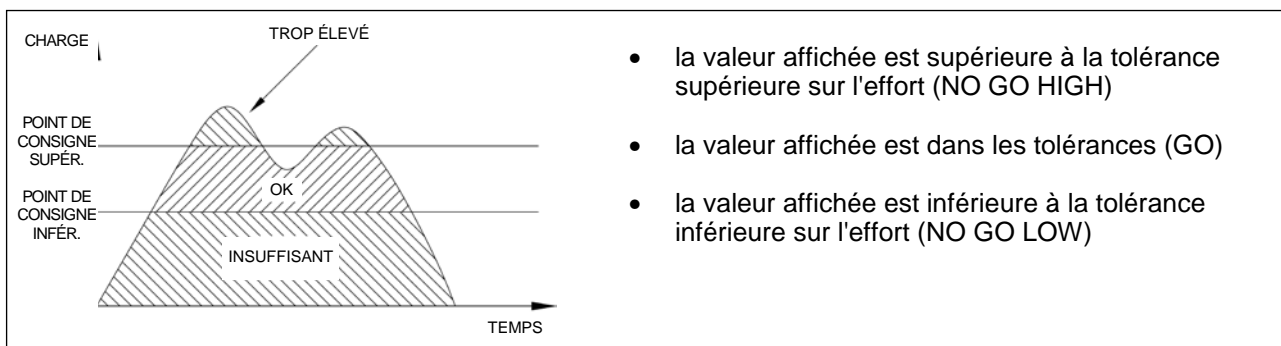 CHARGE
TROP ÉLEVÉ
POINT DE
CONSIGNE
SUPÉR.
OK
POINT DE
CONSIGNE
INFÉR.
INSUFFISANT
TEMPS
• la valeur affichée est supérieure à la tolérance
supérieure sur l'effort (NO GO HIGH)
• la valeur affichée est dans les tolérances (GO)
• la valeur affichée est inférieure à la tolérance
inférieure sur l'effort (NO GO LOW)